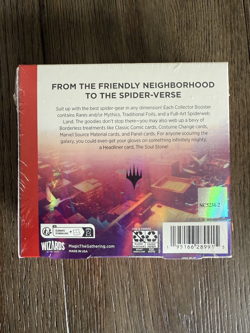 FROM THE FRIENDLY NEIGHBORHOOD
TO THE SPIDER-VERSE
Suit up with the best spider-gear in any dimension! Each Collector Booster
contains Rares and/or Mythics, Traditional Foils, and a Full-Art Spiderweb
Land. The goodies don't stop there—you may also web up a bevy of
Borderless treatments like Classic Comic cards, Costume Change cards,
Marvel Source Material cards, and Panel cards. For anyone scouring the
galaxy, you could even get your gloves on something infinitely mighty:
a Headliner card, The Soul Stone!
NC3236 2
WIZARDS
MagicTheGathering.com
MADE IN USA